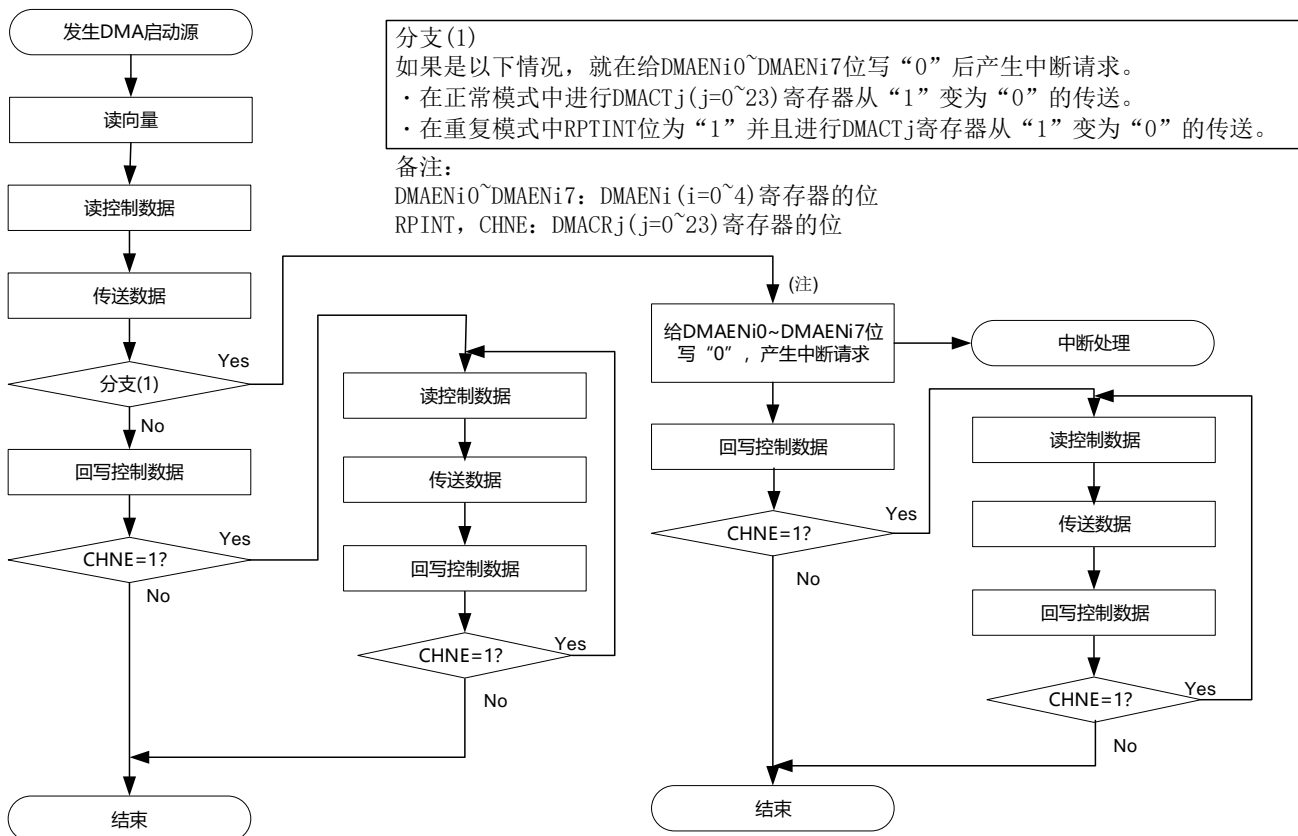 发生DMA启动源
读向量
读控制数据
传送数据
分支(1)
Yes
No
回写控制数据
CHNE=1?
Yes
No
结束
读控制数据
传送数据
回写控制数据
CHNE=1?
Yes
No
分支(1)
如果是以下情况，就在给DMAENi0~DMAENi7位写“0”后产生中断请求。
·在正常模式中进行DMACTj(j=0~23)寄存器从“1”变为“0”的传送。
·在重复模式中RPTINT位为“1”并且进行DMACTj寄存器从“1”变为“0”的传送。
备注:
DMAENi0~DMAENi7: DMAENi(i=0~4)寄存器的位
RPINT, CHNE: DMACRj(j=0~23)寄存器的位
(注)
给DMAENi0~DMAENi7位
写“0”, 产生中断请求
中断处理
回写控制数据
CHNE=1?
Yes
No
结束
读控制数据
传送数据
回写控制数据
CHNE=1?
Yes
No